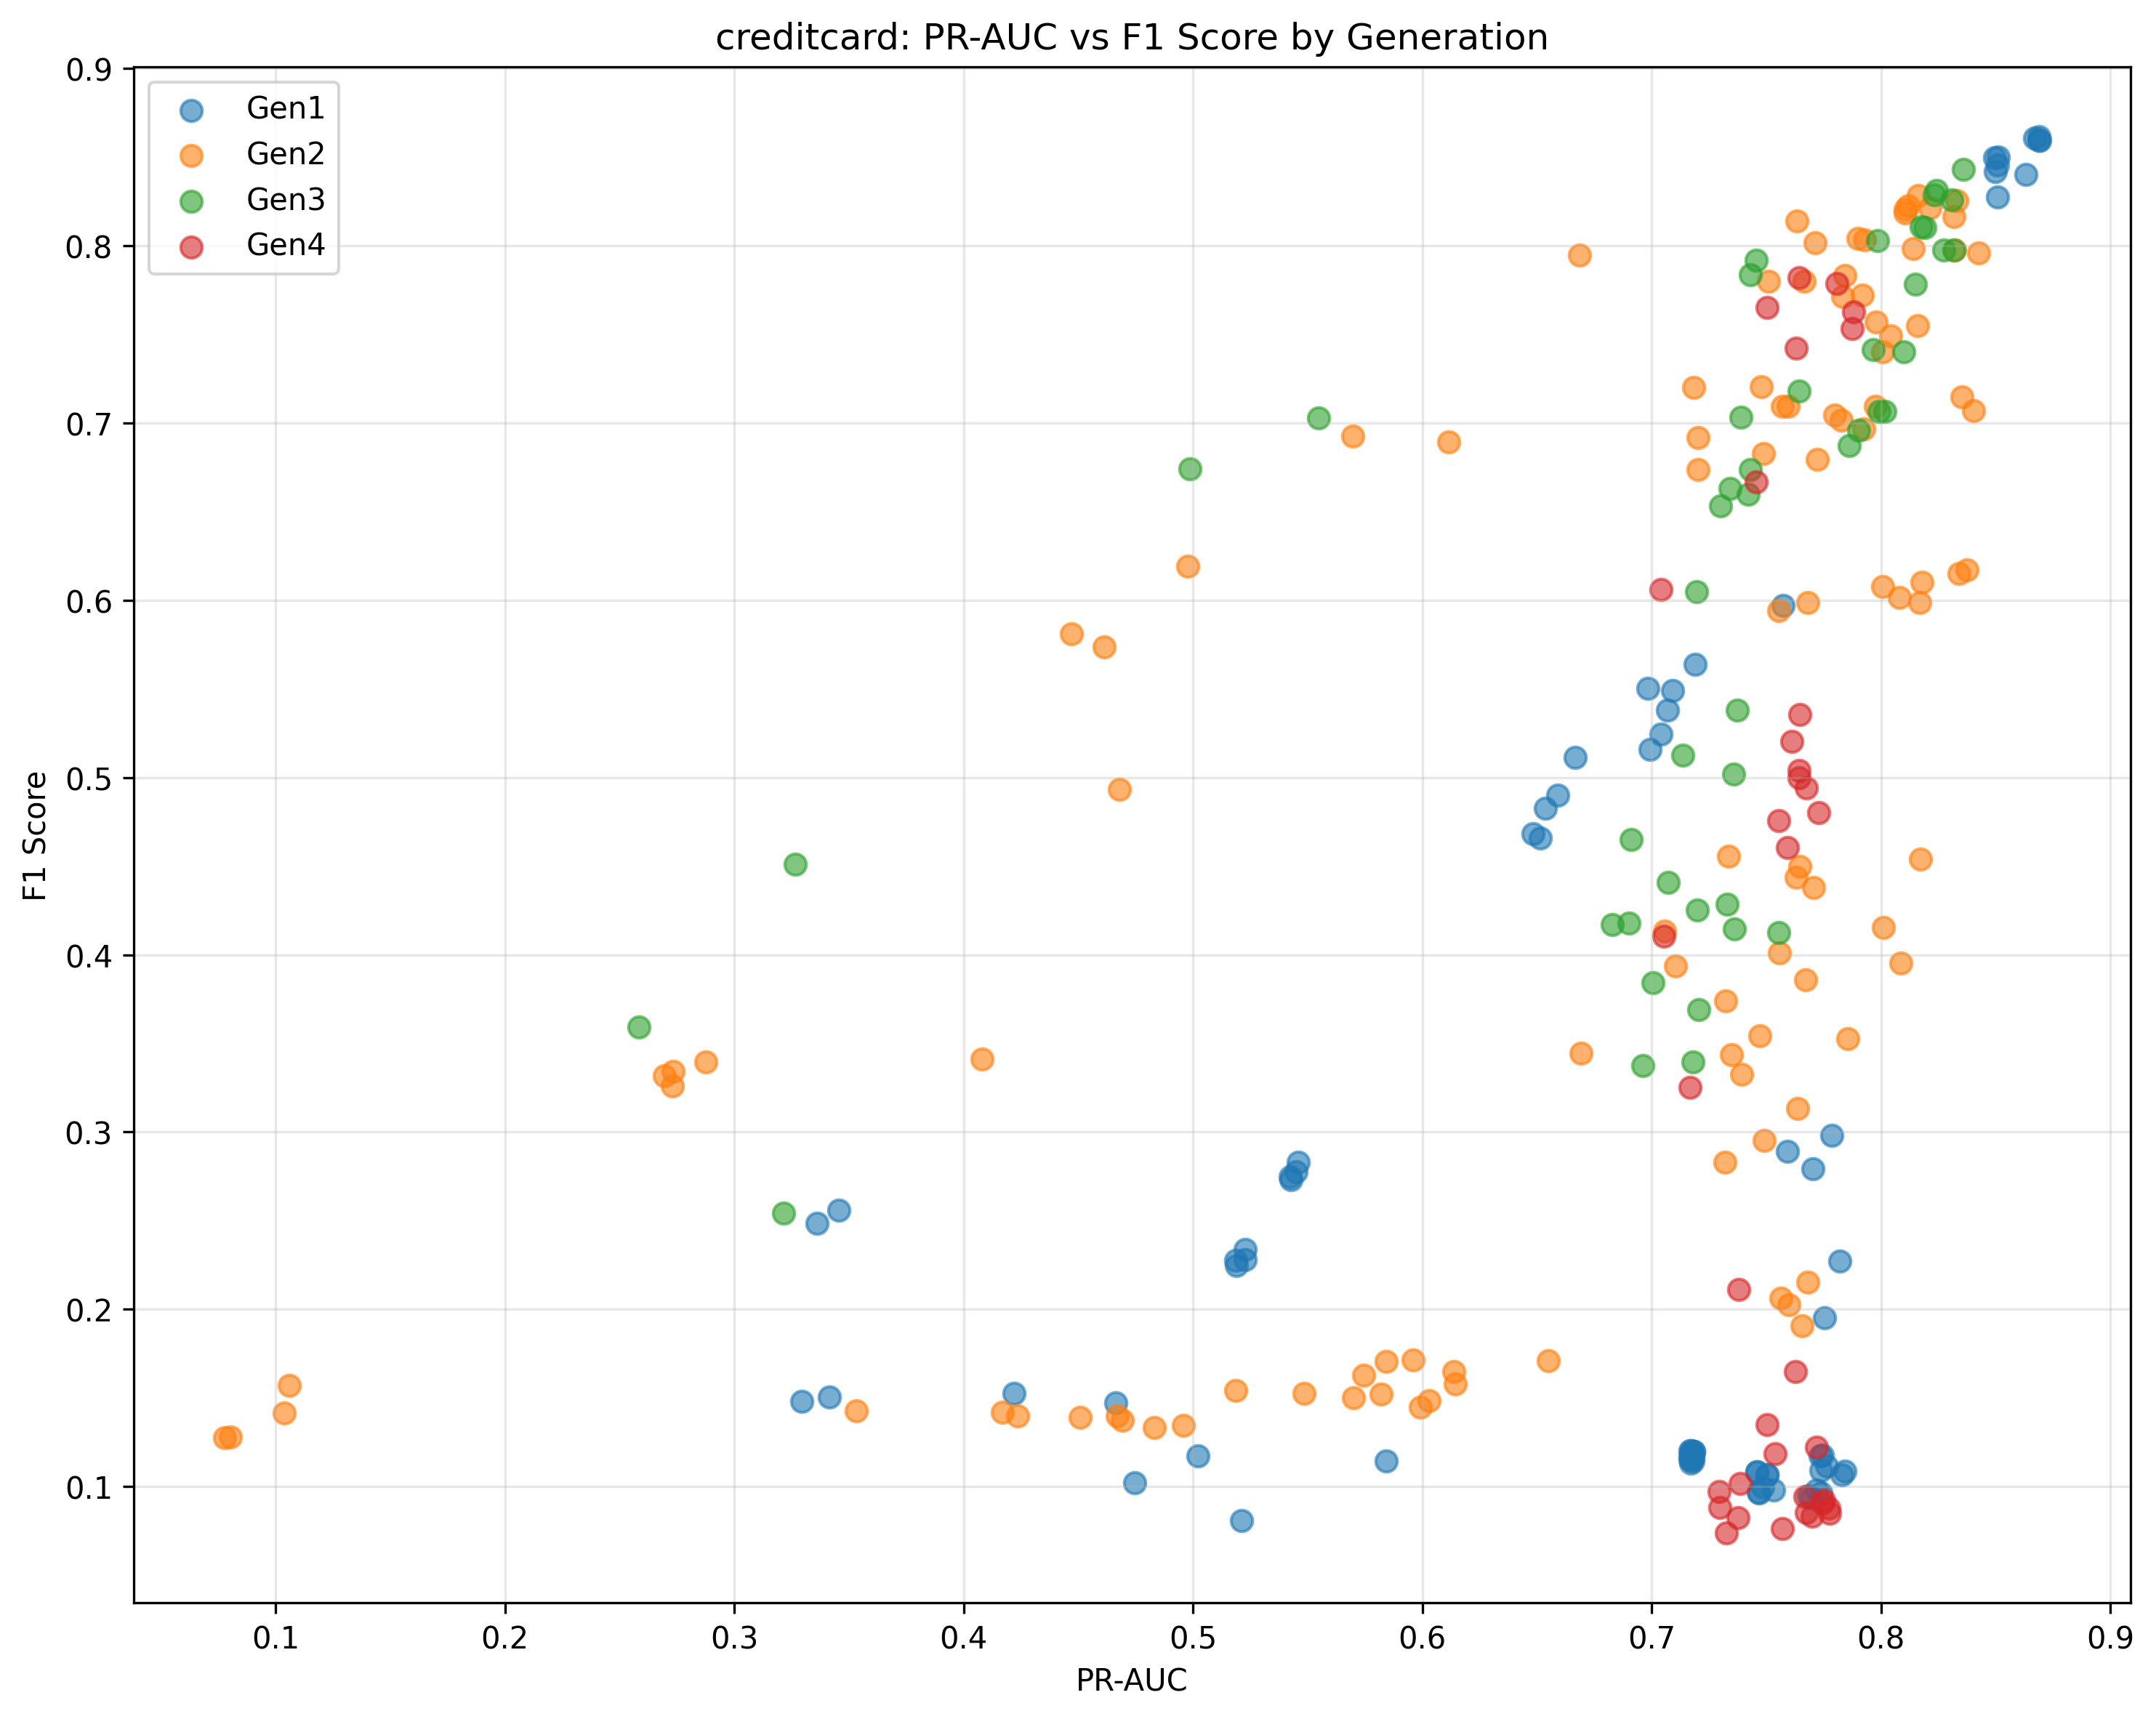 creditcard: PR-AUC vs F1 Score by Generation
Gen1
Gen2
Gen3
Gen4
F1 Score
0.9
0.8
0.7
0.6
0.5
0.4
0.3
0.2
0.1
0.1 0.2 0.3 0.4 0.5 0.6 0.7 0.8 0.9
PR-AUC